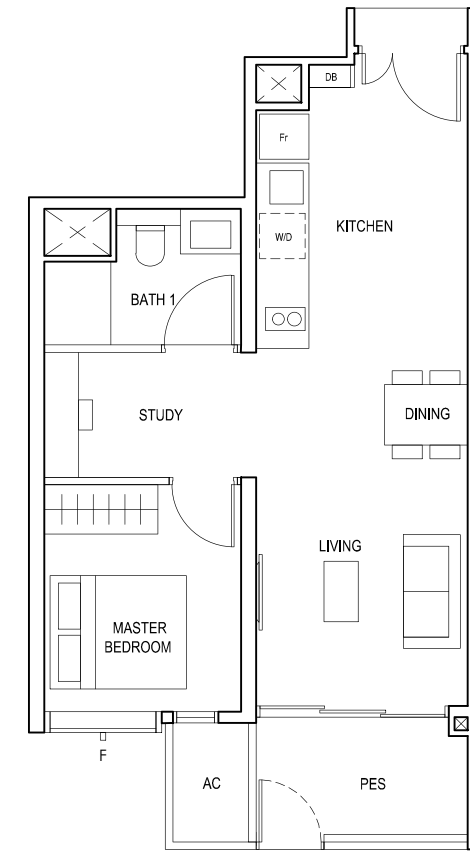 DB
Fr
KITCHEN
W/D
BATH 1
STUDY
DINING
LIVING
MASTER
BEDROOM
F
AC
PES